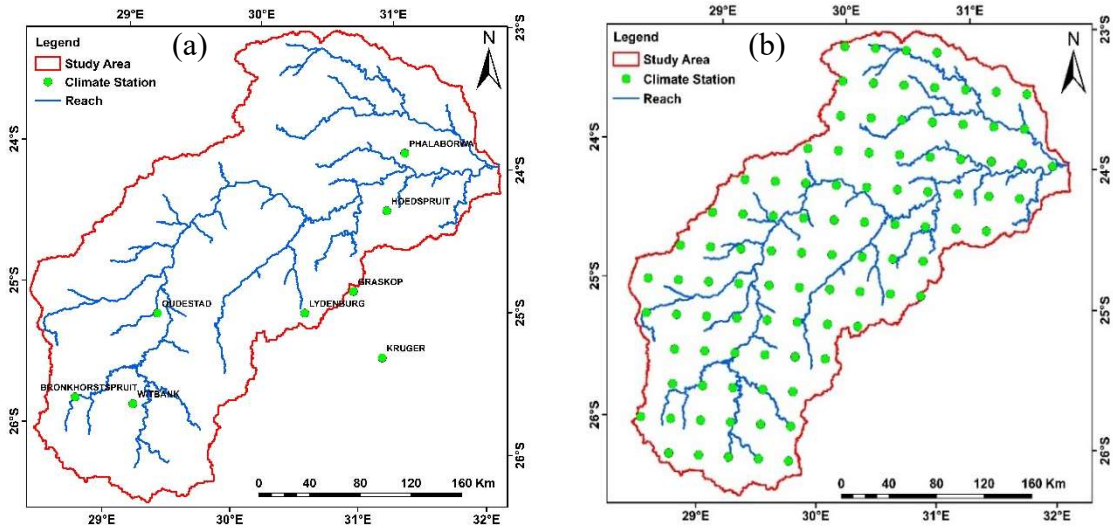 29°E
30°E
31°E
23°S
Legend
Study Area
Climate Station
Reach
(a)
N
24°S
PHALABORWA
24°S
HOEDSPRUIT
25°S
GRASKOP
OUDESTAD
LYDENBURG
25°S
KRUGER
BRONKHORSTSPRUIT
WITBANK
26°S
26°S
0 20 40 80 120 160 Km
29°E
30°E
31°E
32°E
30°E
31°E
23°S
Legend
Study Area
Climate Station
Reach
(b)
N
24°S
24°S
25°S
25°S
26°S
26°S
0 20 40 80 120 160 Km
29°E
30°E
31°E
32°E